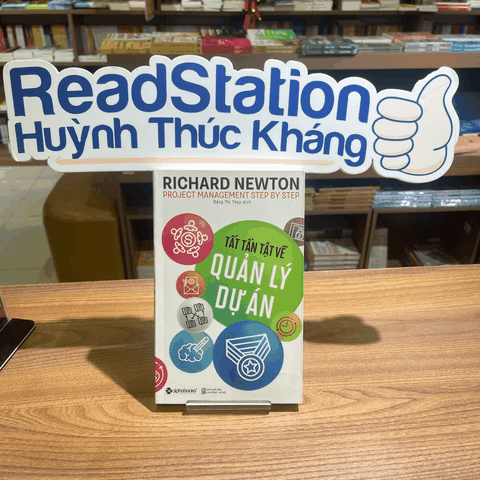 ReadStation
Huỳnh Thúc Kháng
RICHARD NEWTON
PROJECT MANAGEMENT STEP BY STEP
Đặng Thị Thúy dịch
TẤT TẦN TẬT VỀ
QUẢN LÝ
DỰ ÁN
alphabooks